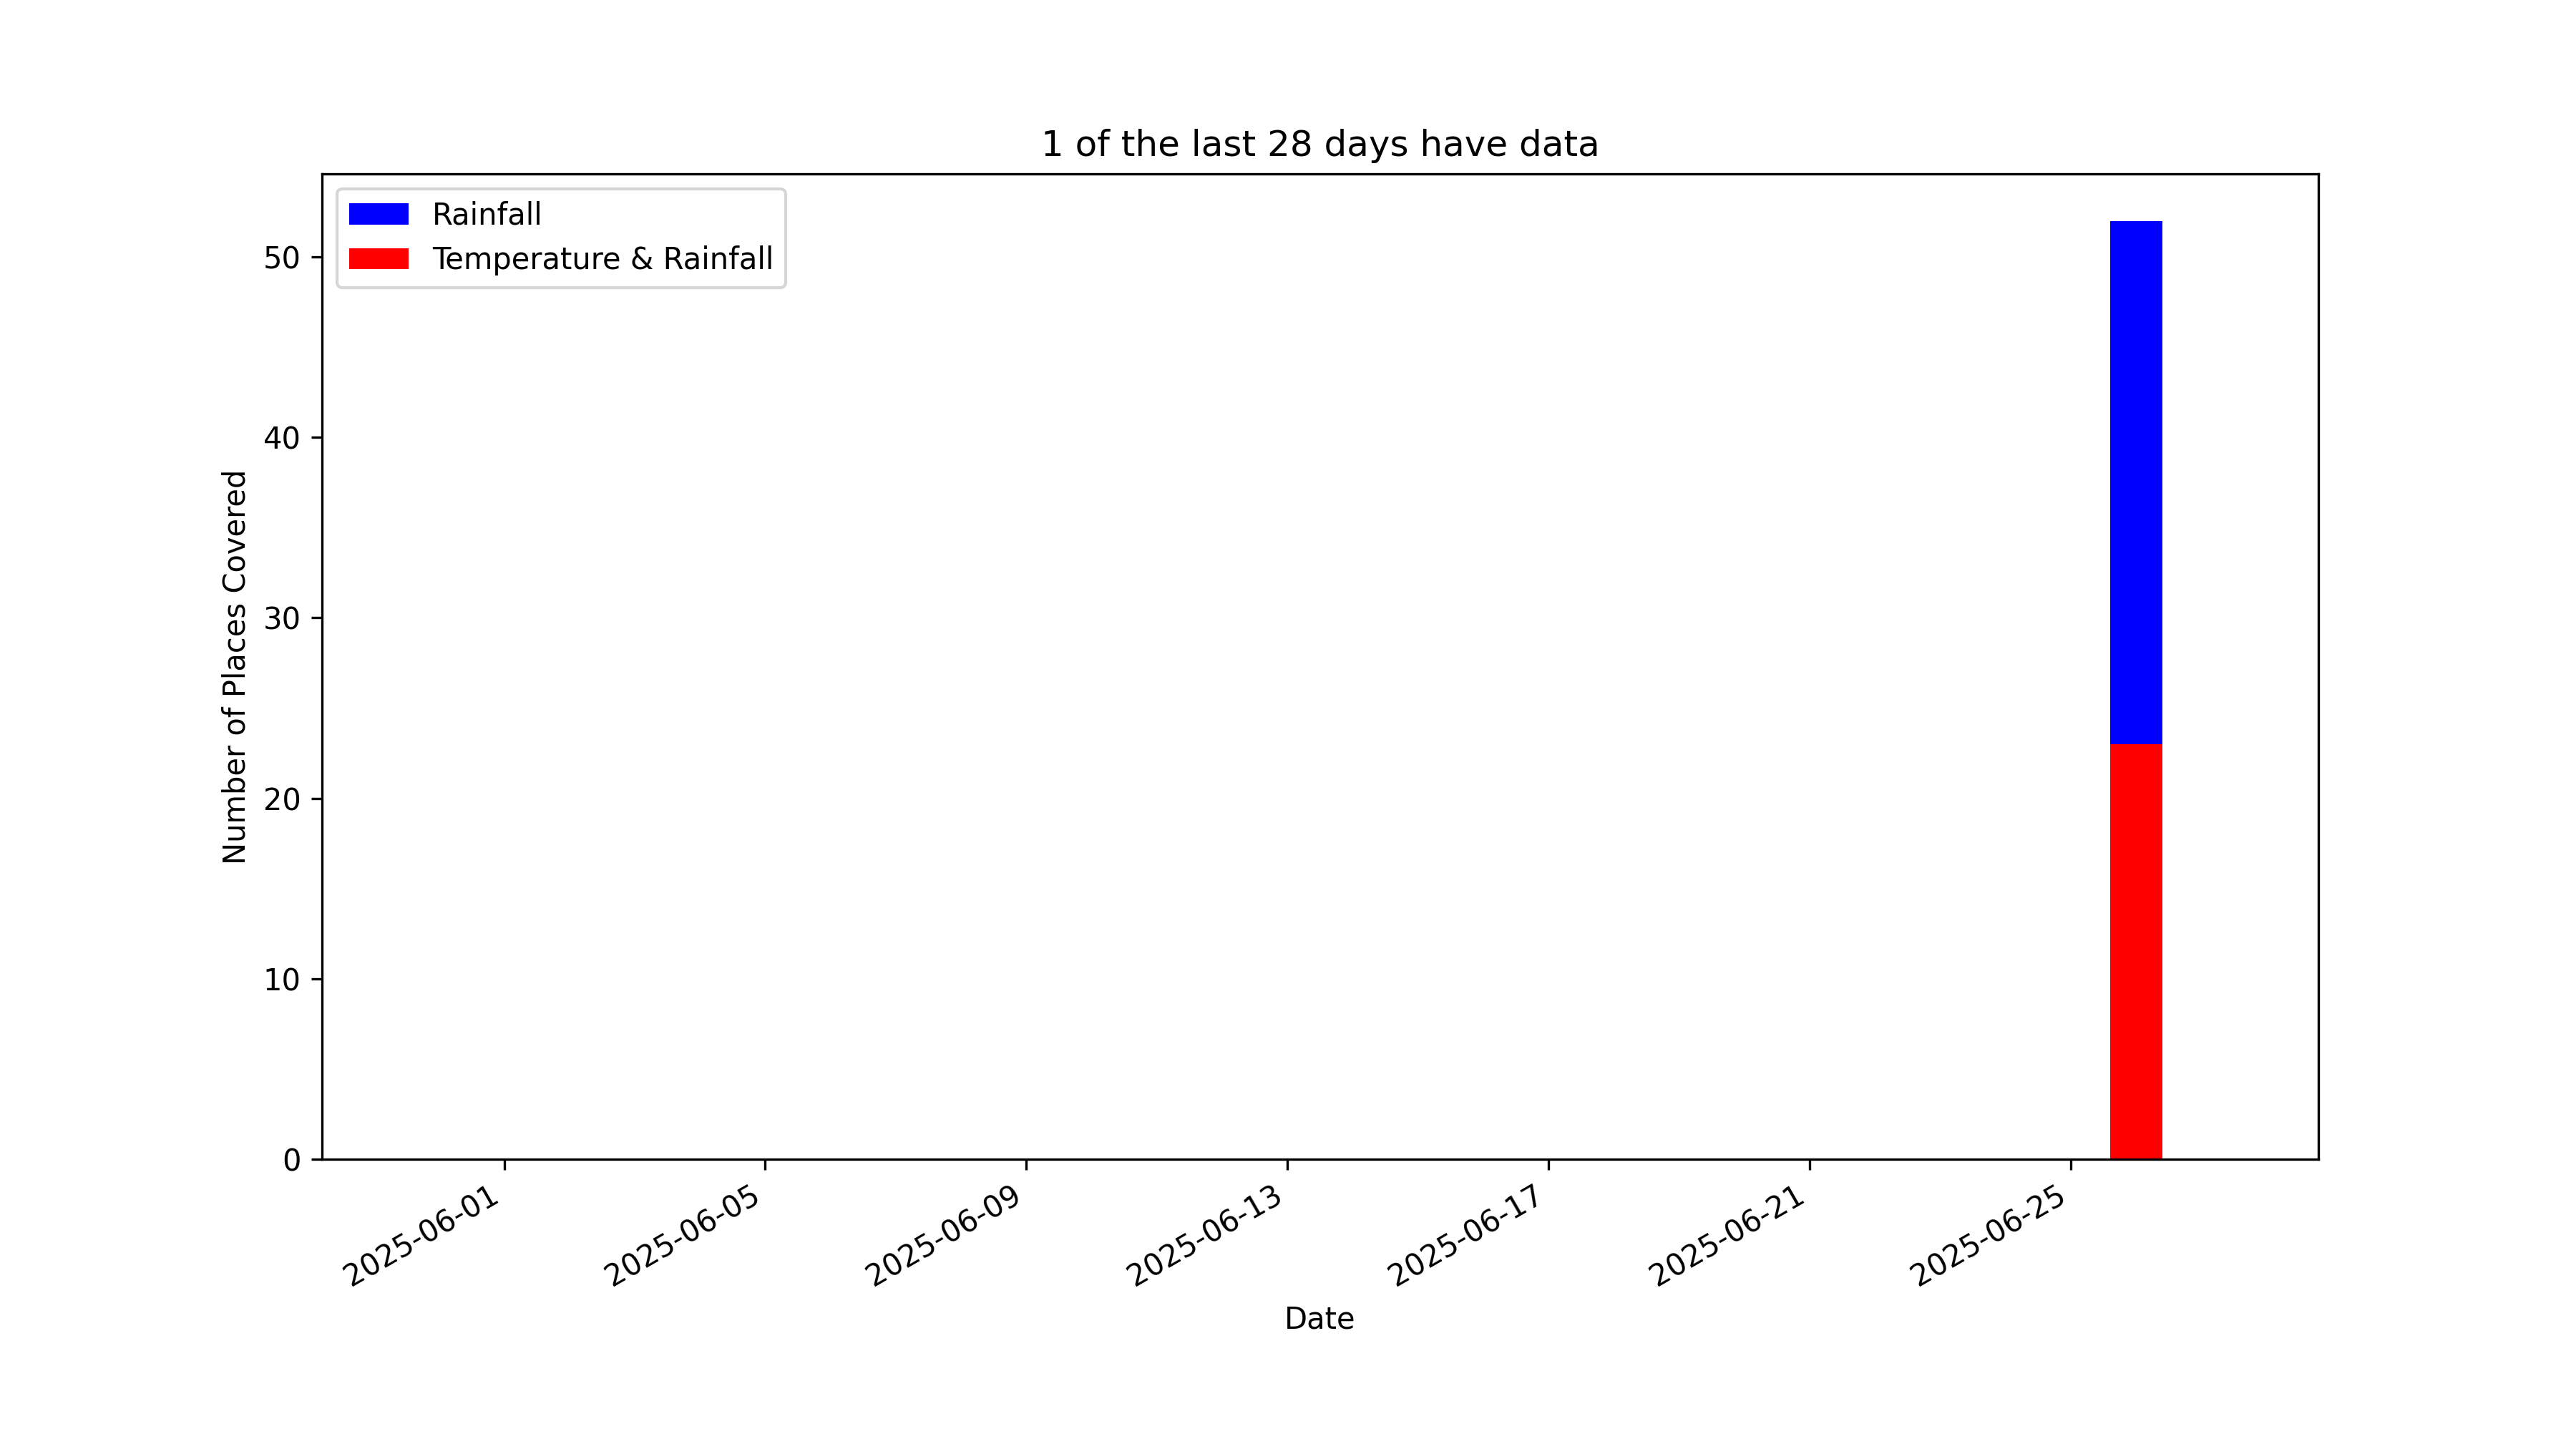 1 of the last 28 days have data
Rainfall
Temperature & Rainfall
50
40
30
20
10
0
Number of Places Covered
2025-06-01
2025-06-05
2025-06-09
2025-06-13
2025-06-17
2025-06-21
2025-06-25
Date